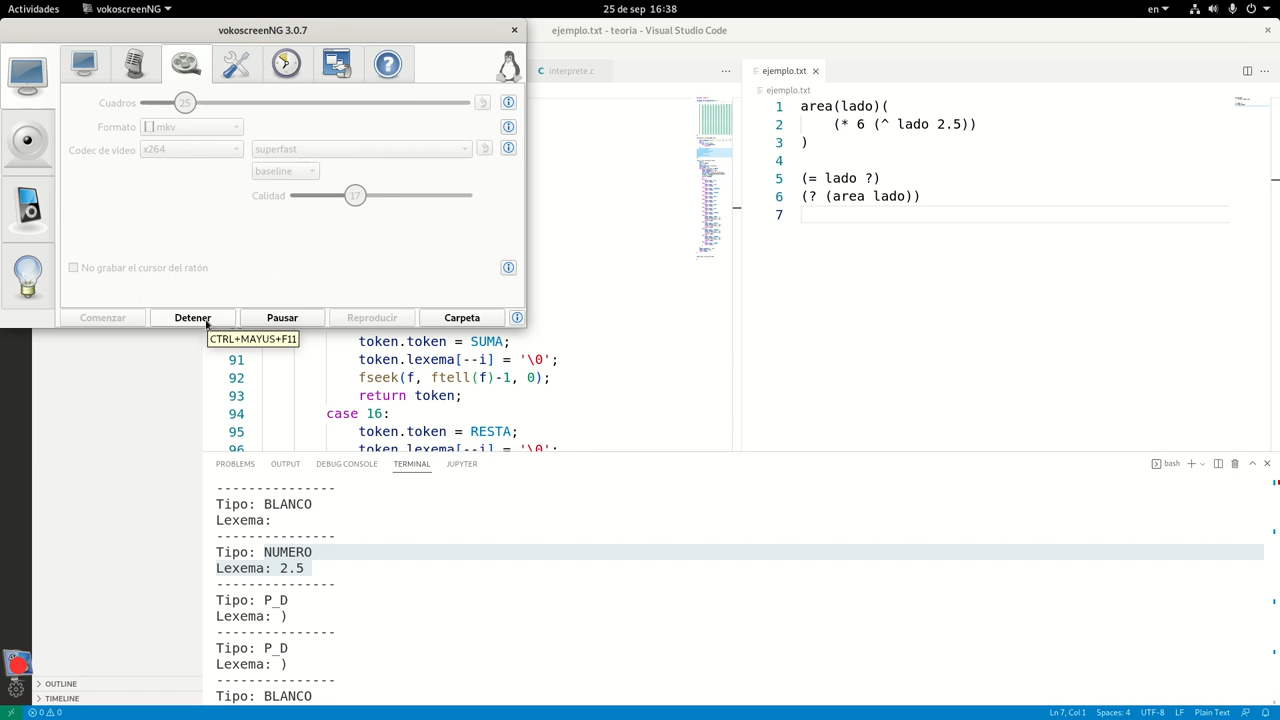 Actividades
vokoscreenNG
25 de sep 16:38
en
vokoscreenNG 3.0.7
ejemplo.txt - teoria - Visual Studio Code
Cuadros
25
Formato
mkv
Codec de video
x264
superfast
baseline
Calidad
17
No grabar el cursor del ratón
Comenzar
Detener
Pausar
Reproducir
Carpeta
CTRL+MAYUS+F11
C interprete.c
ejemplo.txt
ejemplo.txt
1 area(lado)(
2 (* 6 (^ lado 2.5))
3 )
4
5 (= lado ?)
6 (? (area lado))
7
token.token = SUMA;
91 token.lexema[--i] = '\0';
92 fseek(f, ftell(f)-1, 0);
93 return token;
94 case 16:
95 token.token = RESTA;
96 token.lexema[--i] = '\0';
PROBLEMS OUTPUT DEBUG CONSOLE TERMINAL JUPYTER
bash
---------------
Tipo: BLANCO
Lexema:
---------------
Tipo: NUMERO
Lexema: 2.5
---------------
Tipo: P_D
Lexema: )
---------------
Tipo: P_D
Lexema: )
---------------
Tipo: BLANCO
OUTLINE
TIMELINE
0 0
Ln 7, Col 1 Spaces: 4 UTF-8 LF Plain Text